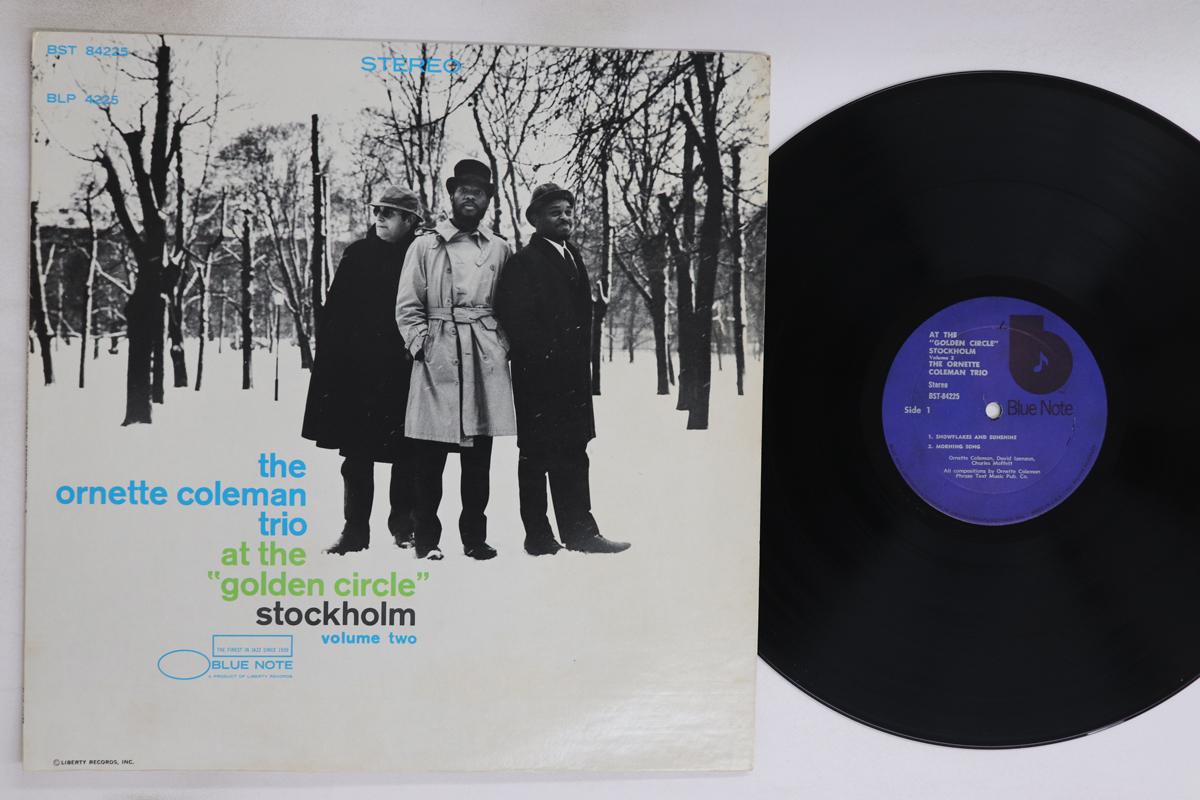 BST 84225
STEREO
BLP 4225
the
ornette coleman
trio
at the
"golden circle"
stockholm
volume two
THE FINEST IN JAZZ SINCE 1939
BLUE NOTE
A PRODUCT OF LIBERTY RECORDS
©LIBERTY RECORDS, INC.
AT THE
"GOLDEN CIRCLE"
STOCKHOLM
Volume 2
THE ORNETTE
COLEMAN TRIO
Stereo
BST-84225
Side 1
b
Blue Note
1. SNOWFLAKES AND SUNSHINE
2. MORNING SONG
Ornette Coleman, David Izenzon,
Charles Moffett
All compositions by Ornette Coleman
Phrase Text Music Pub. Co.